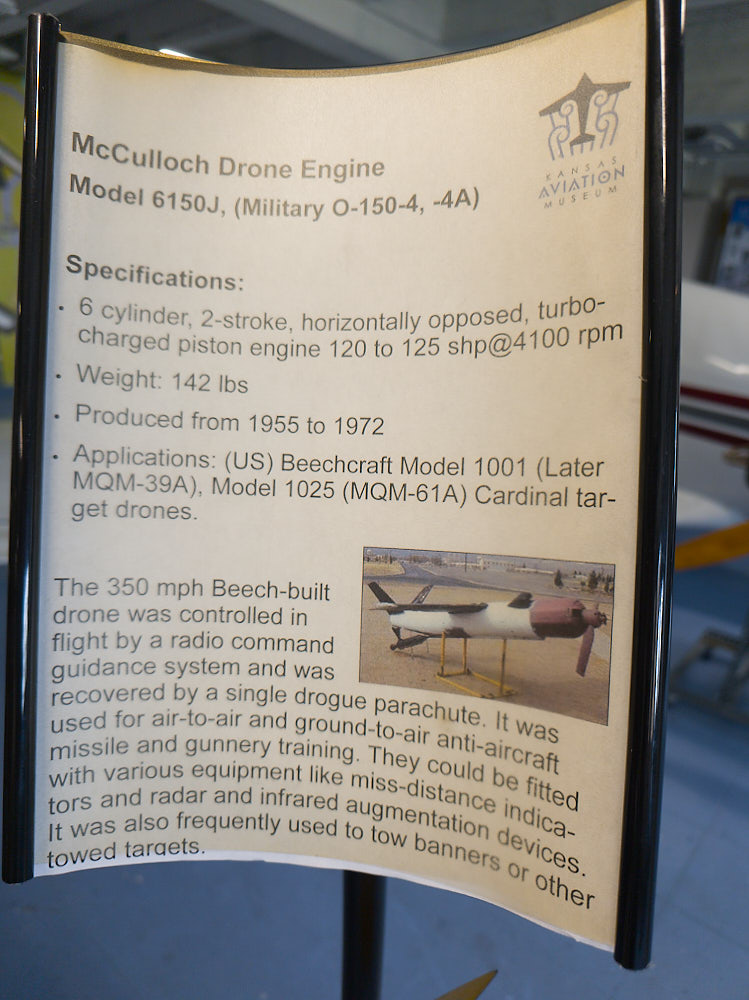 KANSAS
AVIATION
MUSEUM
McCulloch Drone Engine
Model 6150J, (Military O-150-4, -4A)
Specifications:
• 6 cylinder, 2-stroke, horizontally opposed, turbo-
charged piston engine 120 to 125 shp@4100 rpm
• Weight: 142 lbs
• Produced from 1955 to 1972
• Applications: (US) Beechcraft Model 1001 (Later
MQM-39A), Model 1025 (MQM-61A) Cardinal tar-
get drones.
The 350 mph Beech-built
drone was controlled in
flight by a radio command
guidance system and was
recovered by a single drogue parachute. It was
used for air-to-air and ground-to-air anti-aircraft
missile and gunnery training. They could be fitted
with various equipment like miss-distance indica-
tors and radar and infrared augmentation devices.
It was also frequently used to tow banners or other
towed targets.